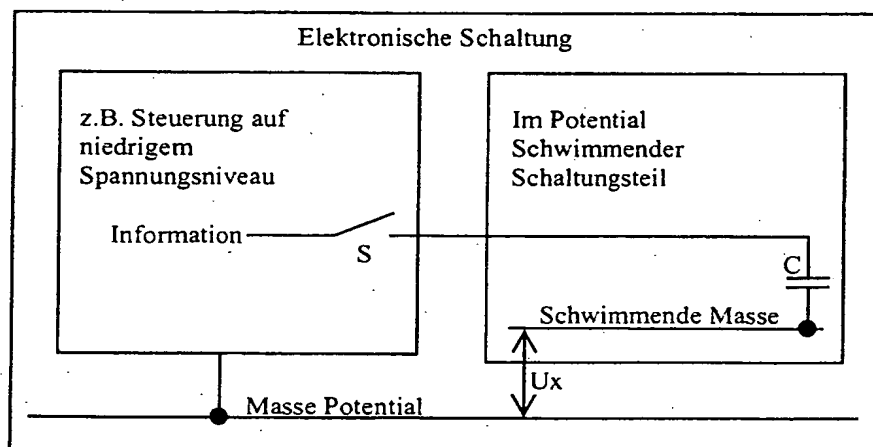 Elektronische Schaltung
z.B. Steuerung auf
niedrigem
Spannungsniveau
Im Potential
Schwimmender
Schaltungsteil
Information
S
C
Schwimmende Masse
Ux
Masse Potential